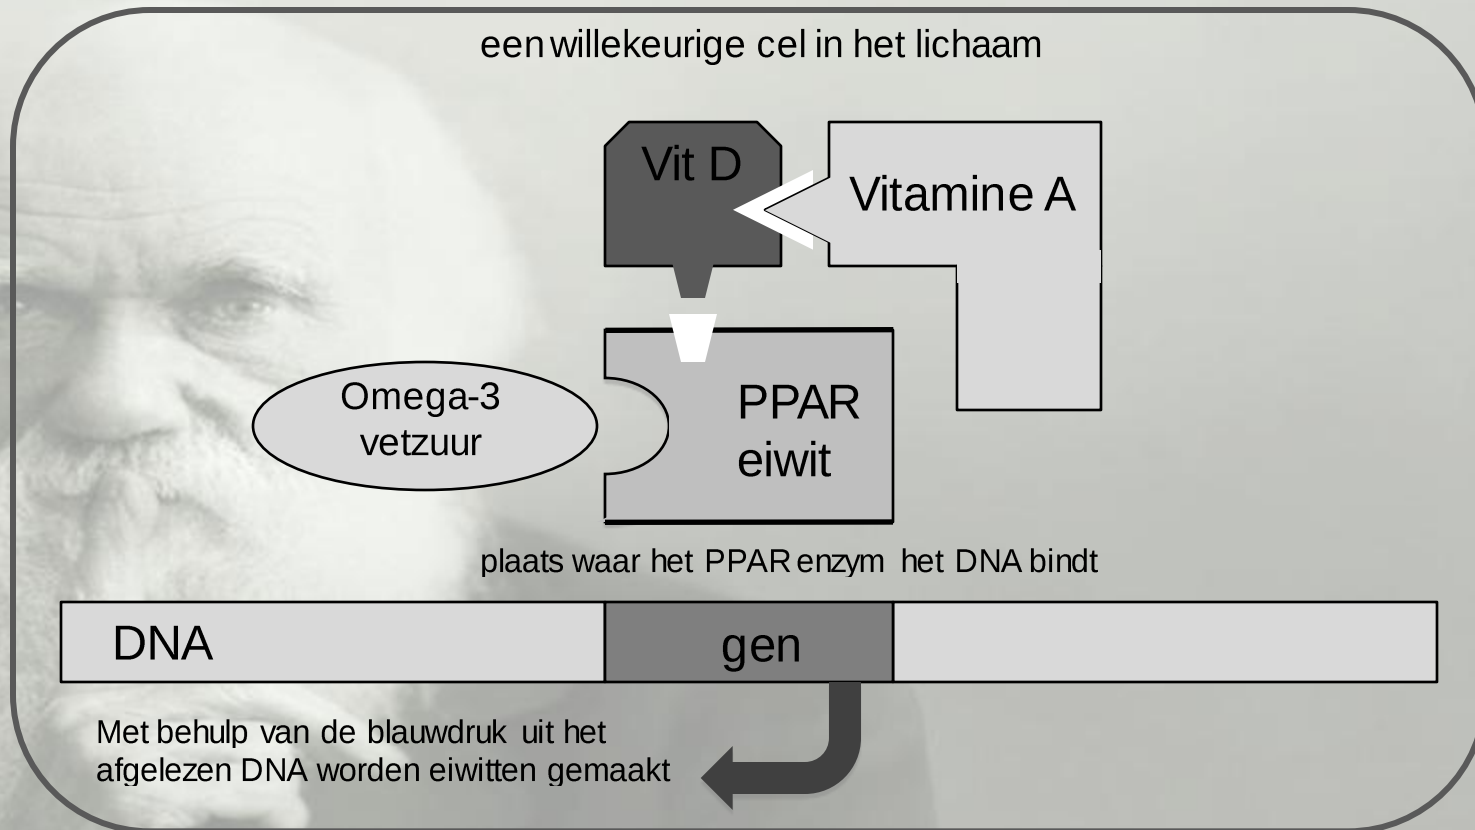 een willekeurige cel in het lichaam
Vit D
Vitamine A
Omega-3
vetzuur
PPAR
eiwit
plaats waar het PPAR enzym het DNA bindt
DNA
gen
Met behulp van de blauwdruk uit het
afgelezen DNA worden eiwitten gemaakt